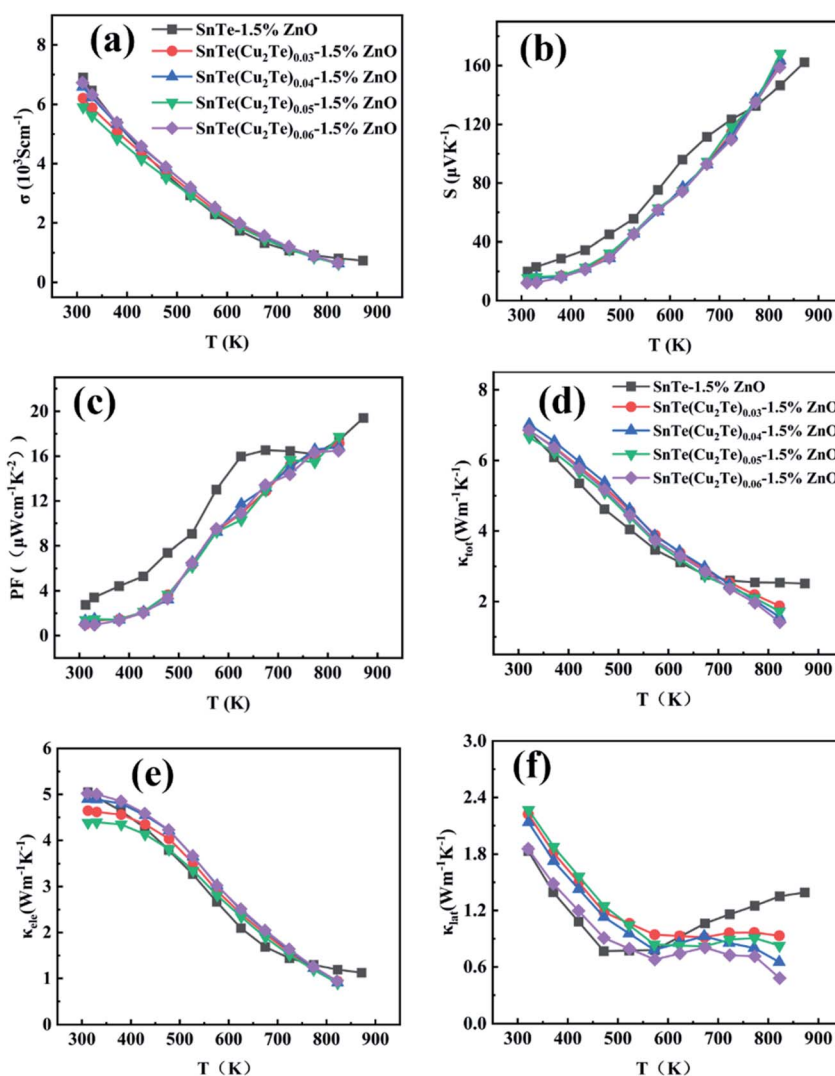 (a)
SnTe-1.5% ZnO
SnTe(Cu₂Te)₀.₀₃-1.5% ZnO
SnTe(Cu₂Te)₀.₀₄-1.5% ZnO
SnTe(Cu₂Te)₀.₀₅-1.5% ZnO
SnTe(Cu₂Te)₀.₀₆-1.5% ZnO
σ (10³Scm⁻¹)
8
6
4
2
0
300 400 500 600 700 800 900
T (K)
(b)
S (μVK⁻¹)
160
120
80
40
0
300 400 500 600 700 800 900
T (K)
(c)
PF (（μWcm⁻¹K⁻²)
20
16
12
8
4
0
300 400 500 600 700 800 900
T (K)
(d)
SnTe-1.5% ZnO
SnTe(Cu₂Te)₀.₀₃-1.5% ZnO
SnTe(Cu₂Te)₀.₀₄-1.5% ZnO
SnTe(Cu₂Te)₀.₀₅-1.5% ZnO
SnTe(Cu₂Te)₀.₀₆-1.5% ZnO
κtot(Wm⁻¹K⁻¹)
8
6
4
2
300 400 500 600 700 800 900
T（K）
(e)
κele(Wm⁻¹K⁻¹)
6
5
4
3
2
1
0
300 400 500 600 700 800 900
T（K）
(f)
κlat(Wm⁻¹K⁻¹)
3.0
2.4
1.8
1.2
0.6
0.0
300 400 500 600 700 800 900
T（K）